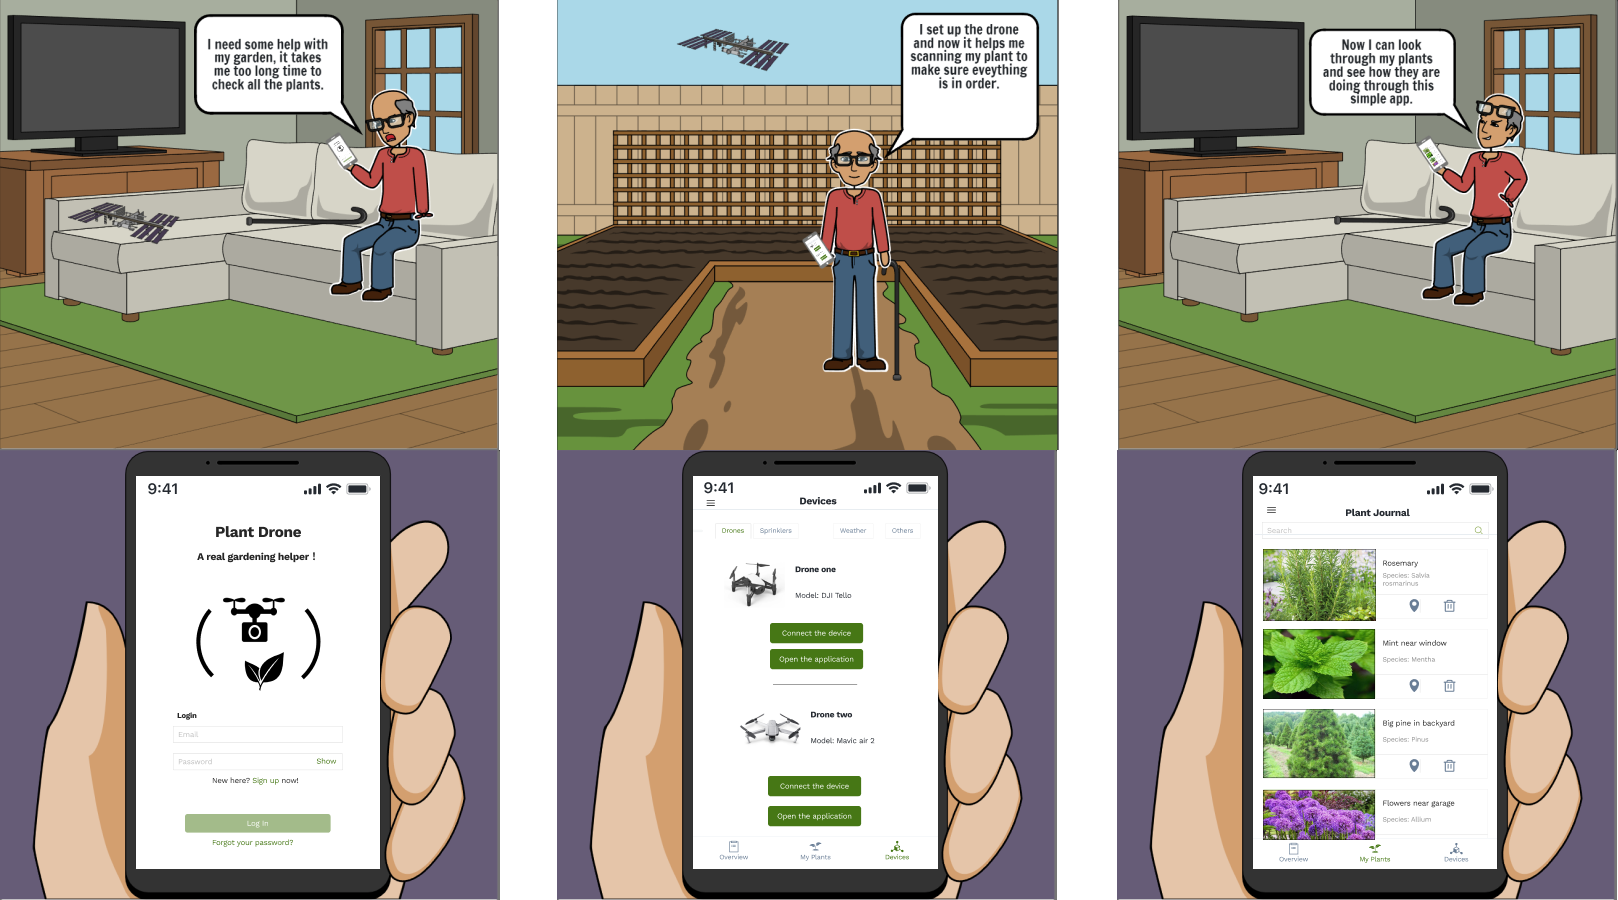 I need some help with
my garden, it takes
me too long time to
check all the plants.
I set up the drone
and now it helps me
scanning my plant to
make sure eveything
is in order.
Now I can look
through my plants
and see how they are
doing through this
simple app.
9:41
Plant Drone
A real gardening helper !
Login
Email
Password Show
New here? Sign up now!
Log In
Forgot your password?
9:41
Devices
Drones Sprinklers Weather Others
Drone one
Model: DJI Tello
Connect the device
Open the application
Drone two
Model: Mavic air 2
Connect the device
Open the application
Overview My Plants Devices
9:41
Plant Journal
Search
Rosemary
Species: Salvia
rosmarinus
Mint near window
Species: Mentha
Big pine in backyard
Species: Pinus
Flowers near garage
Species: Allium
Overview My Plants Devices